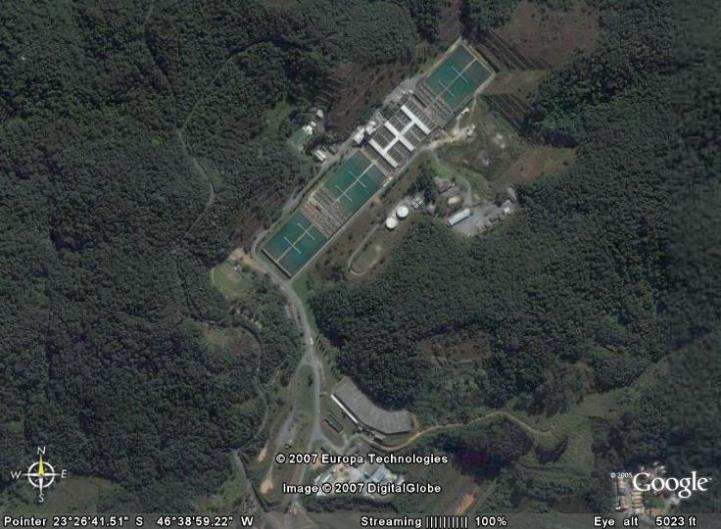 N
W E
S
© 2007 Europa Technologies
Image © 2007 DigitalGlobe
© 2005 Google
Pointer 23°26'41.51" S 46°38'59.22" W Streaming |||||||||| 100% Eye alt 5023 ft